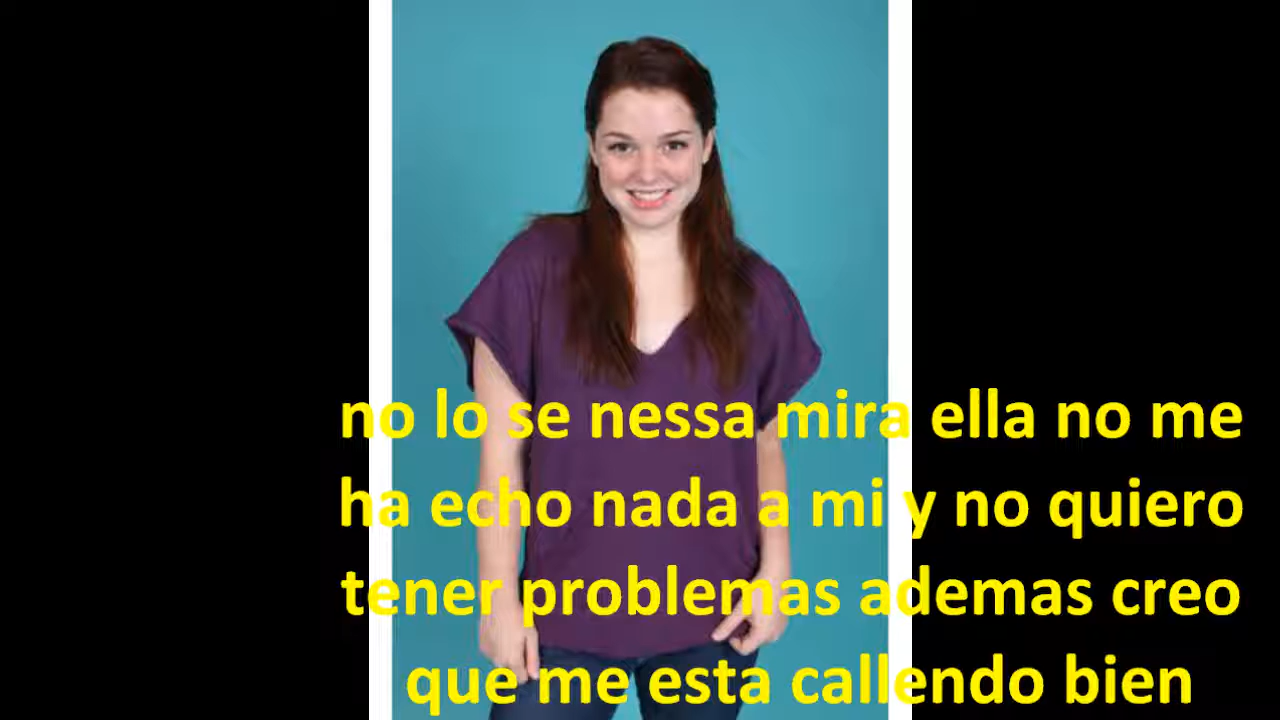 no lo se nessa mira ella no me
ha echo nada a mi y no quiero
tener problemas ademas creo
que me esta callendo bien